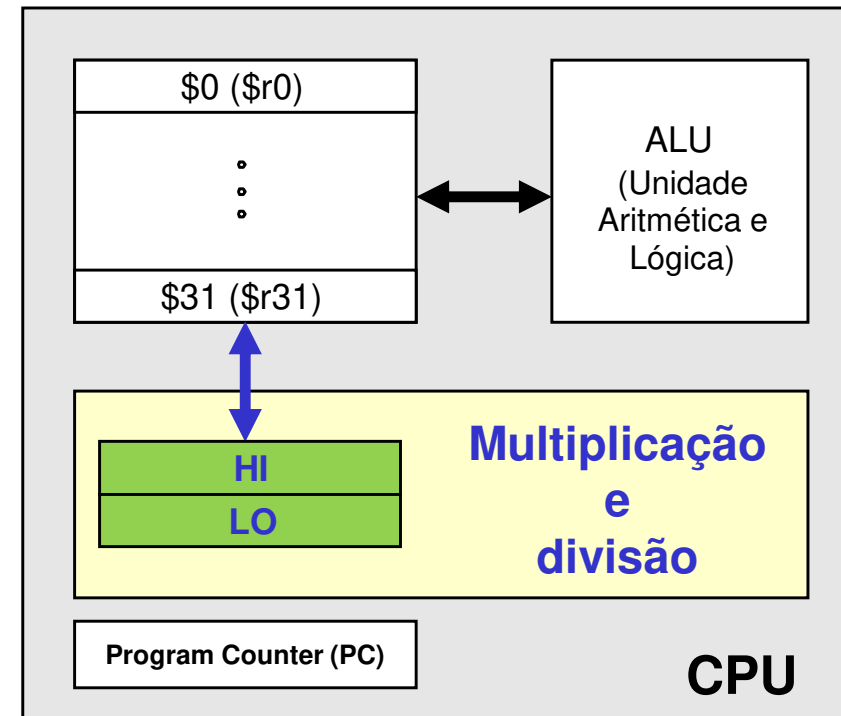 $0 ($r0)
$31 ($r31)
ALU
(Unidade
Aritmética e
Lógica)
HI
LO
Multiplicação
e
divisão
Program Counter (PC)
CPU